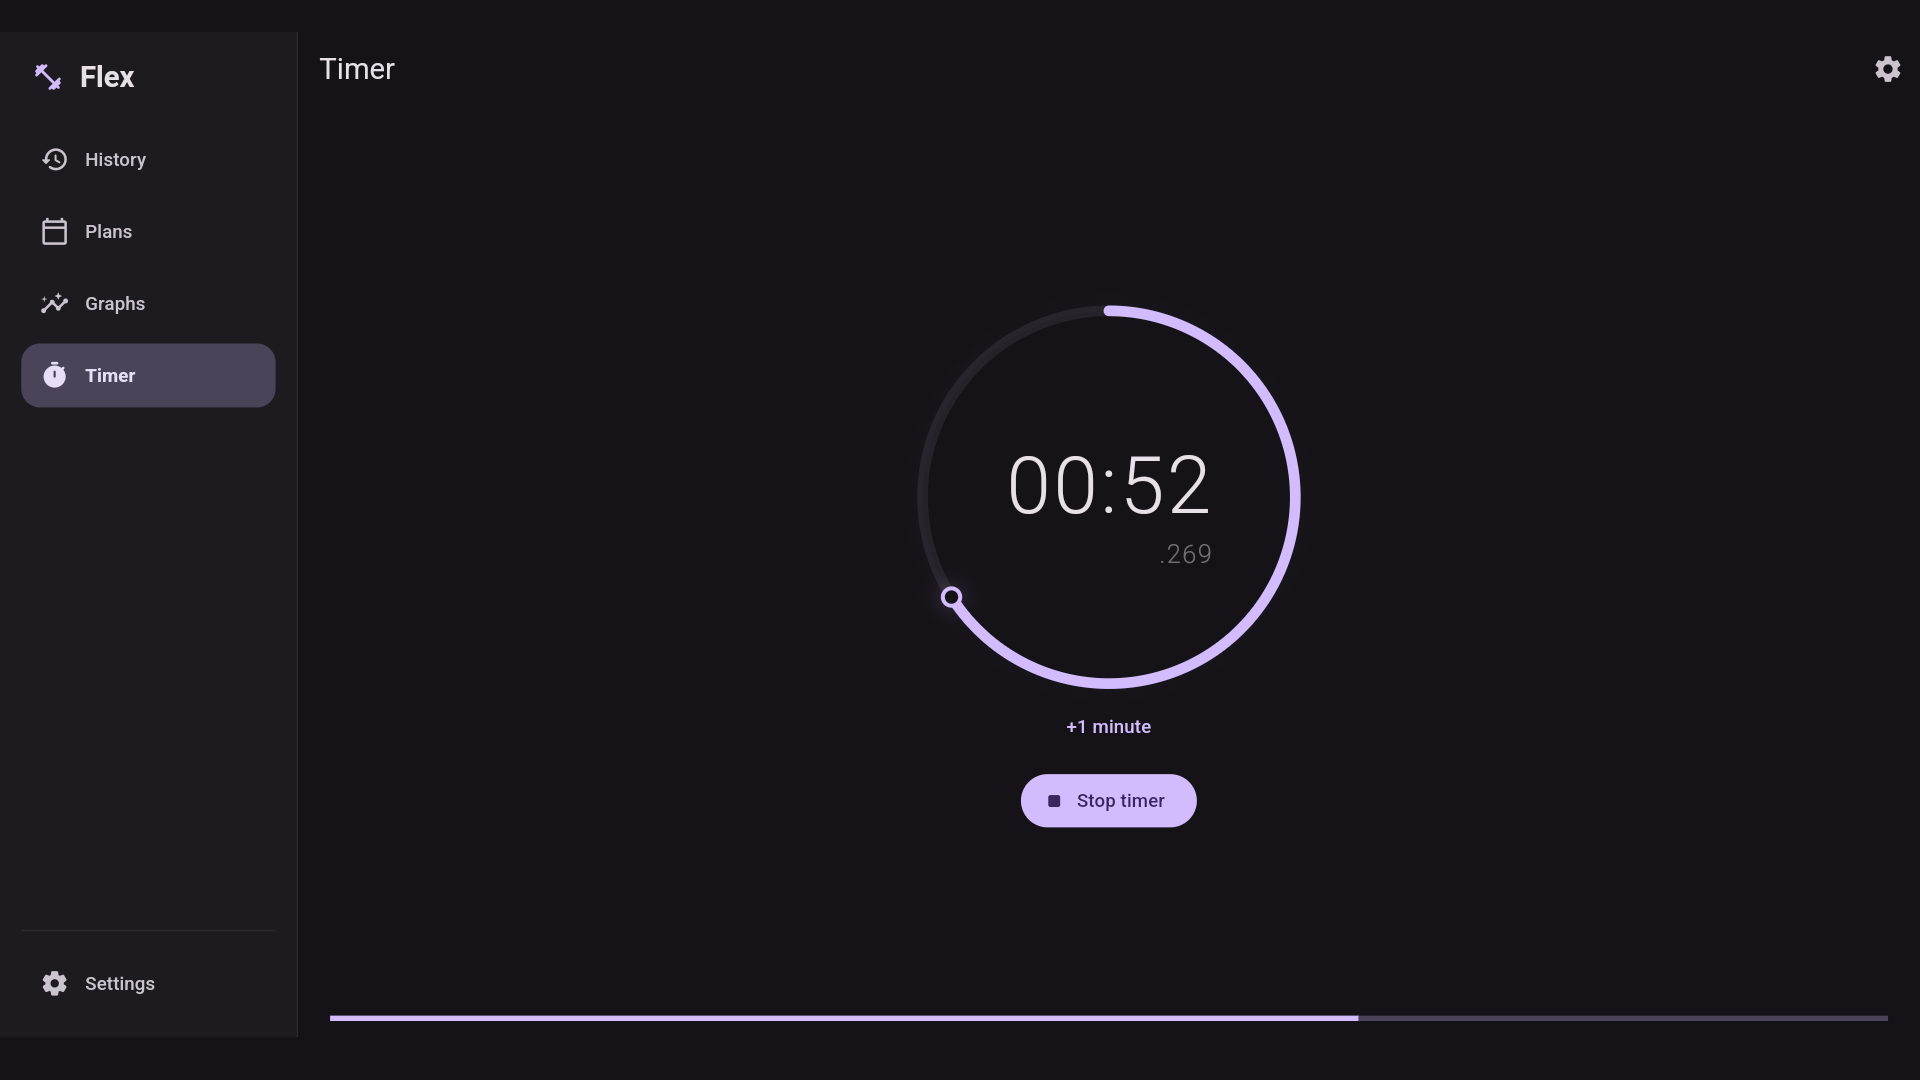 Flex
History
Plans
Graphs
Timer
Settings
Timer
00:52
.269
+1 minute
Stop timer